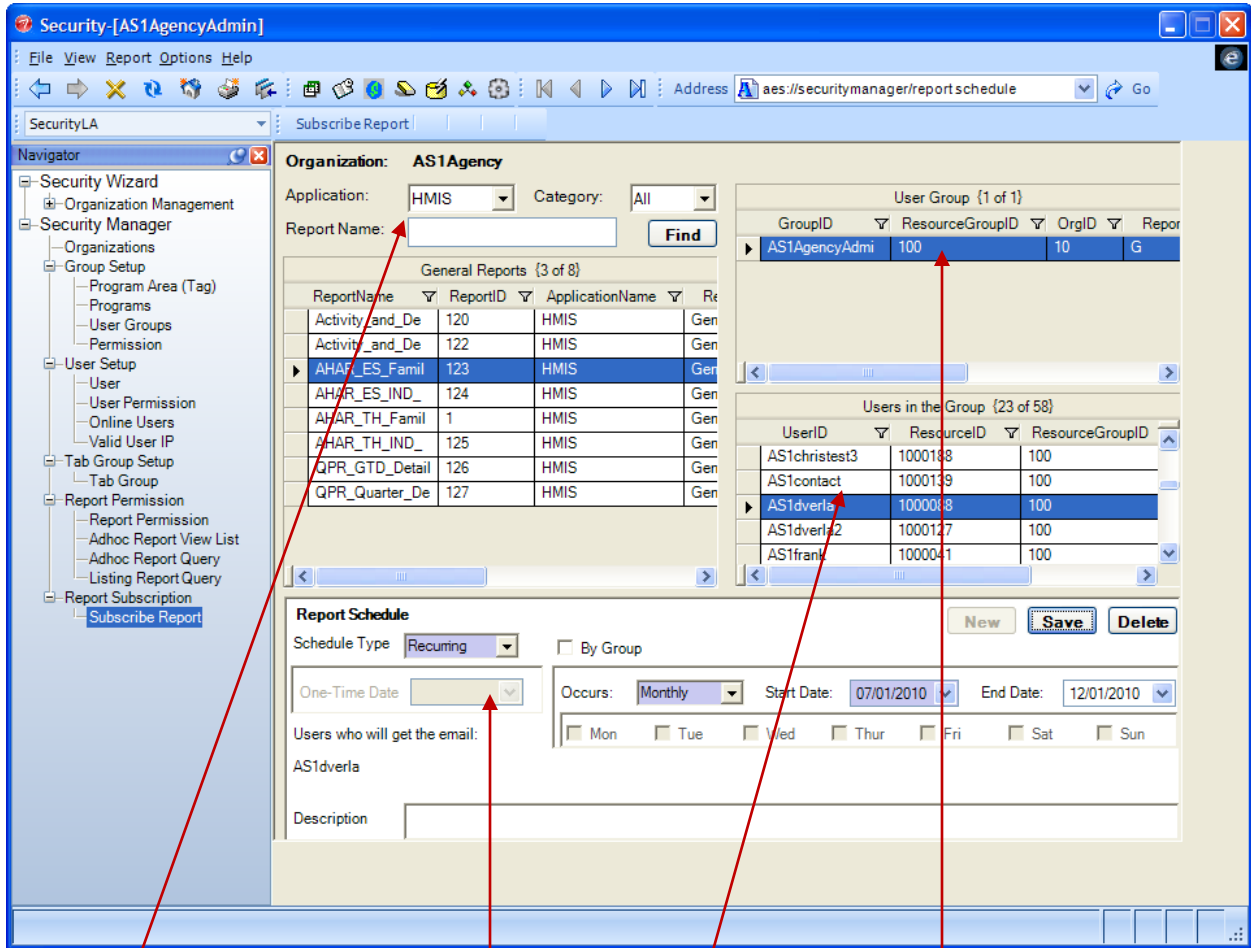 Security-[AS1AgencyAdmin]
File View Report Options Help
Address aes://securitymanager/report schedule Go
SecurityLA Subscribe Report
Navigator
Security Wizard
Organization Management
Security Manager
Organizations
Group Setup
Program Area (Tag)
Programs
User Groups
Permission
User Setup
User
User Permission
Online Users
Valid User IP
Tab Group Setup
Tab Group
Report Permission
Report Permission
Adhoc Report View List
Adhoc Report Query
Listing Report Query
Report Subscription
Subscribe Report
Organization: AS1Agency
Application: HMIS Category: All
Report Name: Find
General Reports {3 of 8}
ReportName ReportID ApplicationName Re
Activity_and_De 120 HMIS Gen
Activity_and_De 122 HMIS Gen
AHAR_ES_Famil 123 HMIS Gen
AHAR_ES_IND_ 124 HMIS Gen
AHAR_TH_Famil 1 HMIS Gen
AHAR_TH_IND_ 125 HMIS Gen
QPR_GTD_Detail 126 HMIS Gen
QPR_Quarter_De 127 HMIS Gen
User Group {1 of 1}
GroupID ResourceGroupID OrgID Repor
AS1AgencyAdmi 100 10 G
Users in the Group {23 of 58}
UserID ResourceID ResourceGroupID
AS1christest3 1000188 100
AS1contact 1000139 100
AS1dverla 1000088 100
AS1dverla2 1000127 100
AS1frank 1000041 100
Report Schedule
New Save Delete
Schedule Type Recurring By Group
One-Time Date
Occurs: Monthly Start Date: 07/01/2010 End Date: 12/01/2010
Mon Tue Wed Thur Fri Sat Sun
Users who will get the email:
AS1dverla
Description